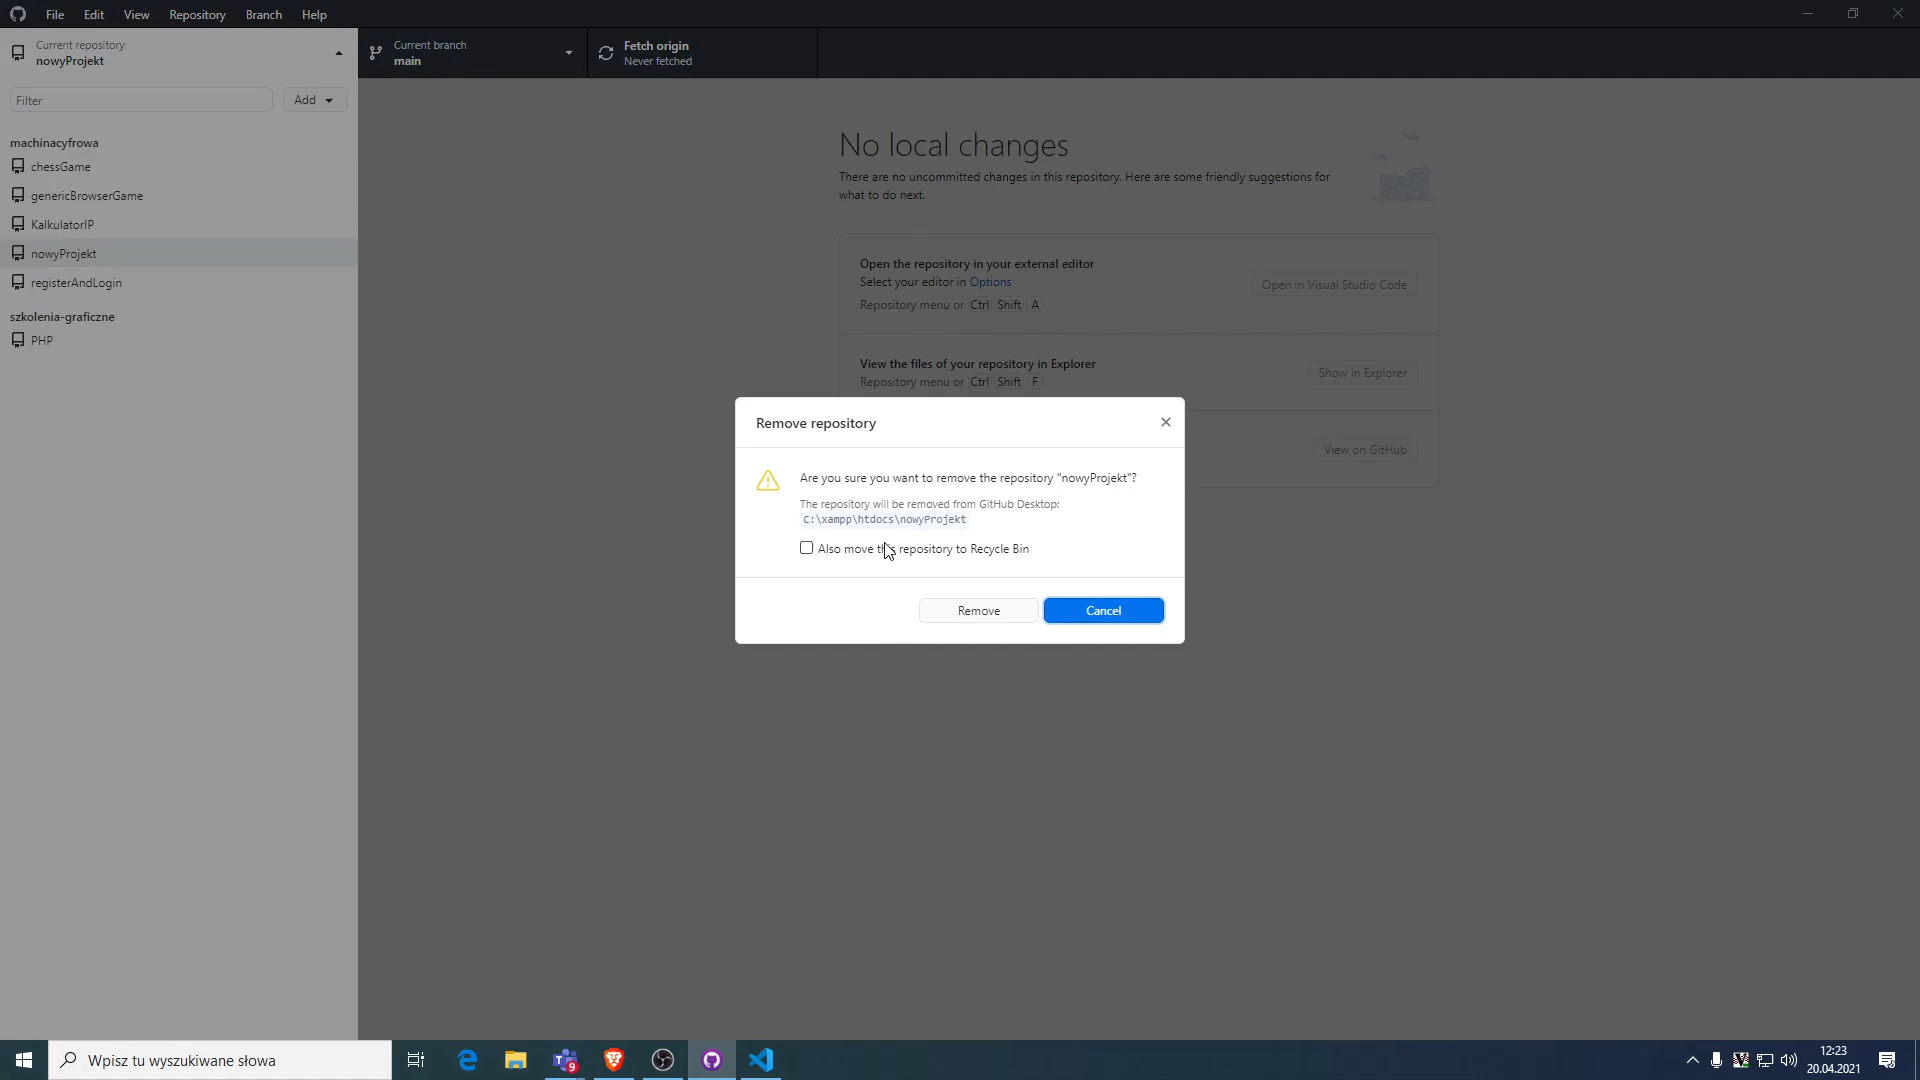 File Edit View Repository Branch Help
Current repository
nowyProjekt
Current branch
main
Fetch origin
Never fetched
Filter
Add
machinacyfrowa
chessGame
genericBrowserGame
KalkulatorIP
nowyProjekt
registerAndLogin
szkolenia-graficzne
PHP
No local changes
There are no uncommitted changes in this repository. Here are some friendly suggestions for
what to do next.
Open the repository in your external editor
Select your editor in Options
Repository menu or Ctrl Shift A
Open in Visual Studio Code
View the files of your repository in Explorer
Repository menu or Ctrl Shift F
Show in Explorer
View on GitHub
Remove repository
Are you sure you want to remove the repository "nowyProjekt"?
The repository will be removed from GitHub Desktop:
C:\xampp\htdocs\nowyProjekt
Also move this repository to Recycle Bin
Remove
Cancel
Wpisz tu wyszukiwane słowa
9
12:23
20.04.2021